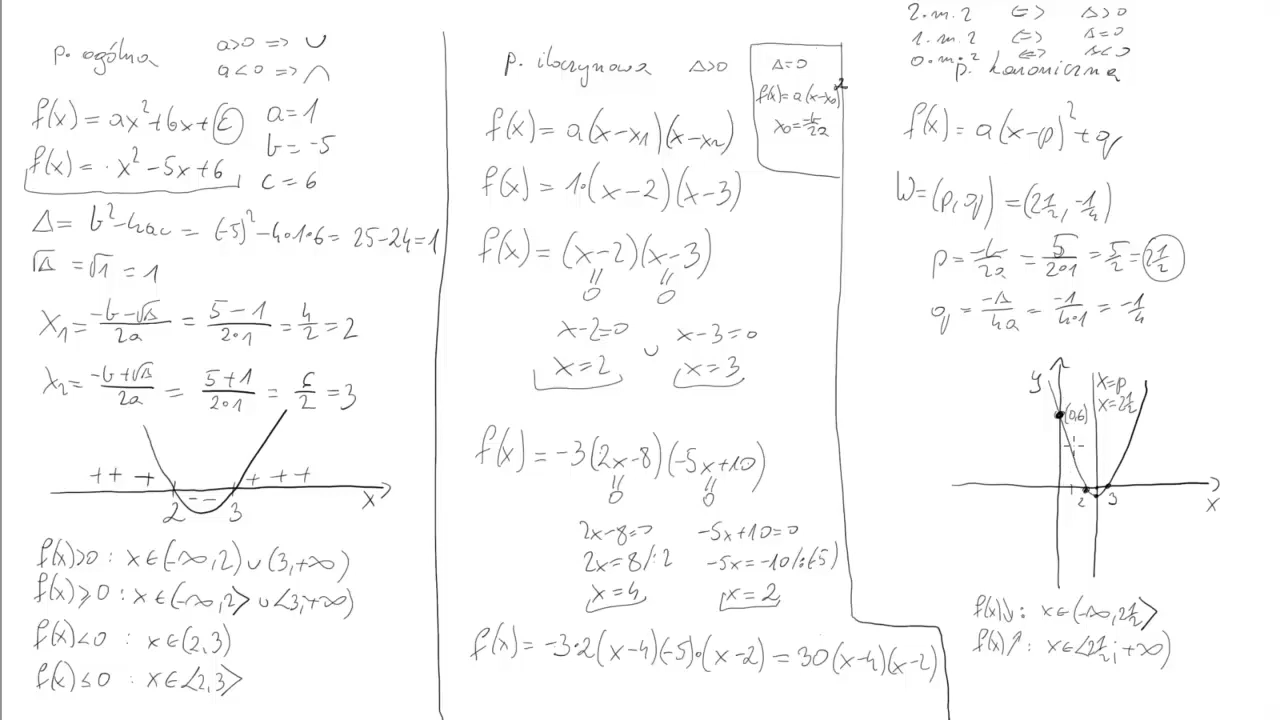 p. ogólna
a>0 => ∪
a<0 => ∩
f(x) = ax²+bx+c
a=1
b=-5
c=6
f(x) = x²-5x+6
Δ = b²-4ac = (-5)²-4·1·6 = 25-24=1
√Δ = √1 = 1
x₁ = (-b-√Δ)/2a = (5-1)/2·1 = 4/2 = 2
x₂ = (-b+√Δ)/2a = (5+1)/2·1 = 6/2 = 3
++ + -- + + +
2 3 x
f(x)>0 : x∈(-∞,2)∪(3,+∞)
f(x)≥0 : x∈(-∞,2>∪<3,+∞)
f(x)<0 : x∈(2,3)
f(x)≤0 : x∈<2,3>
p. iloczynowa Δ>0
Δ=0
f(x)=a(x-x₀)²
x₀=-b/2a
f(x) = a(x-x₁)(x-x₂)
f(x) = 1·(x-2)(x-3)
f(x) = (x-2)(x-3)
= =
0 0
x-2=0 ∪ x-3=0
x=2 x=3
f(x) = -3(2x-8)(-5x+10)
= =
0 0
2x-8=0 -5x+10=0
2x=8/:2 -5x=-10/:(-5)
x=4 x=2
f(x) = -3·2(x-4)(-5)·(x-2) = 30(x-4)(x-2)
2.m.z <=> Δ>0
1.m.z <=> Δ=0
0.m.z <=> Δ<0
p. kanoniczna
f(x) = a(x-p)²+q
W=(p,q)=(2½,-¼)
p = -b/2a = 5/2·1 = 5/2 = 2½
q = -Δ/4a = -1/4·1 = -¼
y
x=p
x=2½
(0,6)
2 3 x
f(x)↓: x∈(-∞,2½>
f(x)↗: x∈<2½;+∞)